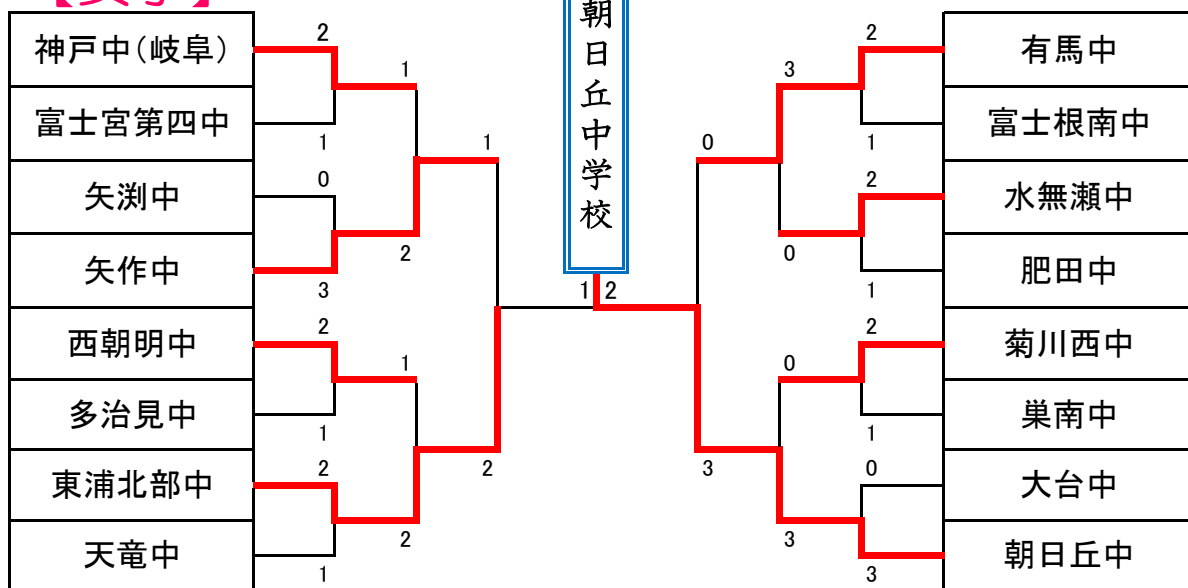 朝日丘中学校
神戸中(岐阜)
富士宮第四中
矢渕中
矢作中
西朝明中
多治見中
東浦北部中
天竜中
2
1
0
3
2
1
2
1
1
2
1
2
1
2
1 2
0
3
3
0
0
3
2
1
2
1
2
1
0
3
有馬中
富士根南中
水無瀬中
肥田中
菊川西中
巣南中
大台中
朝日丘中